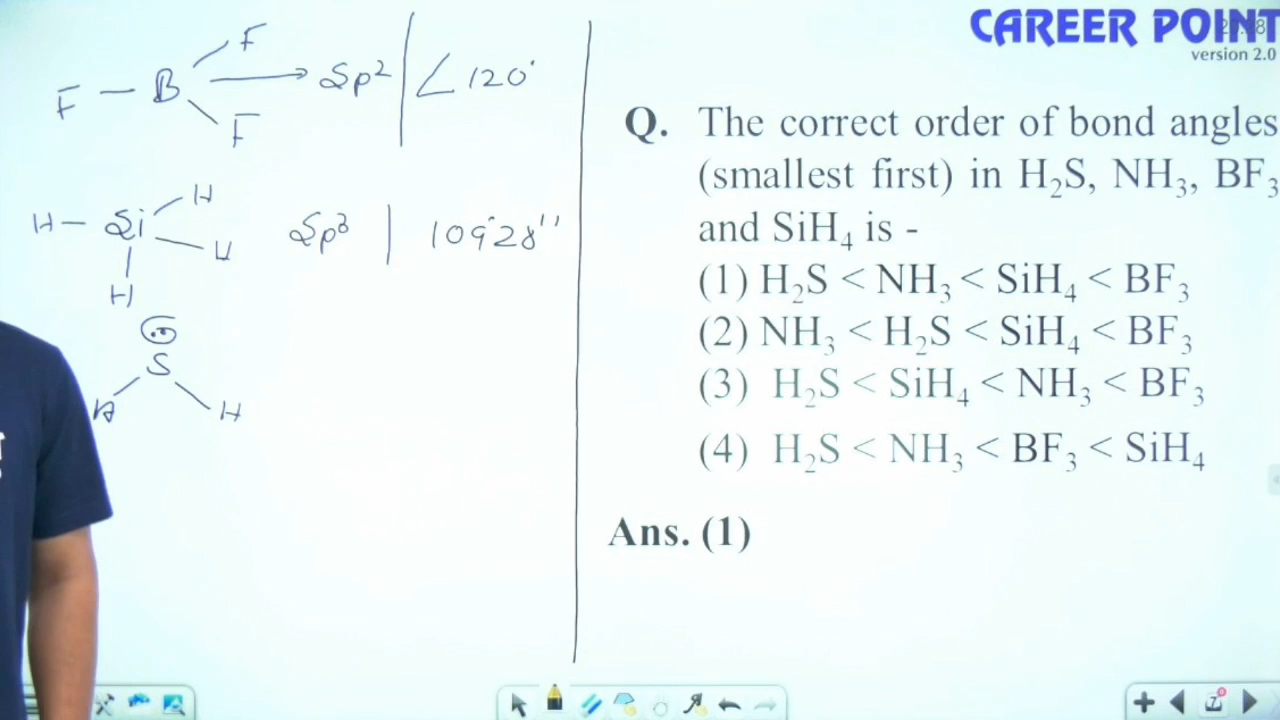 CAREER POINT
version 2.0
F
F — B → Sp² | ∠120°
F
H
H — Si Sp³ | 109°28''
H
H
S
H
H
Q. The correct order of bond angles
(smallest first) in H₂S, NH₃, BF₃
and SiH₄ is -
(1) H₂S < NH₃ < SiH₄ < BF₃
(2) NH₃ < H₂S < SiH₄ < BF₃
(3) H₂S < SiH₄ < NH₃ < BF₃
(4) H₂S < NH₃ < BF₃ < SiH₄
Ans. (1)